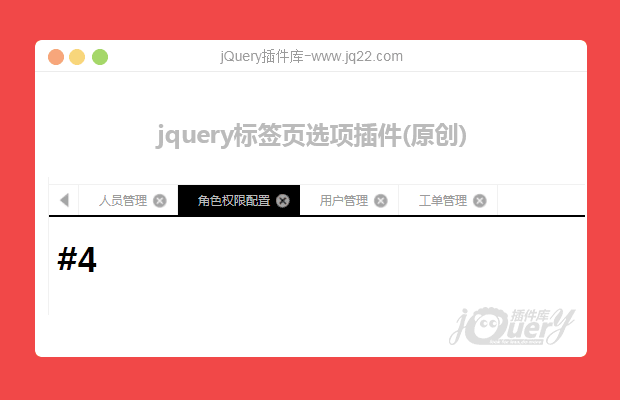 jQuery插件库-www.jq22.com
jquery标签页选项插件(原创)
人员管理 角色权限配置 用户管理 工单管理
#4
jQuery 插件库